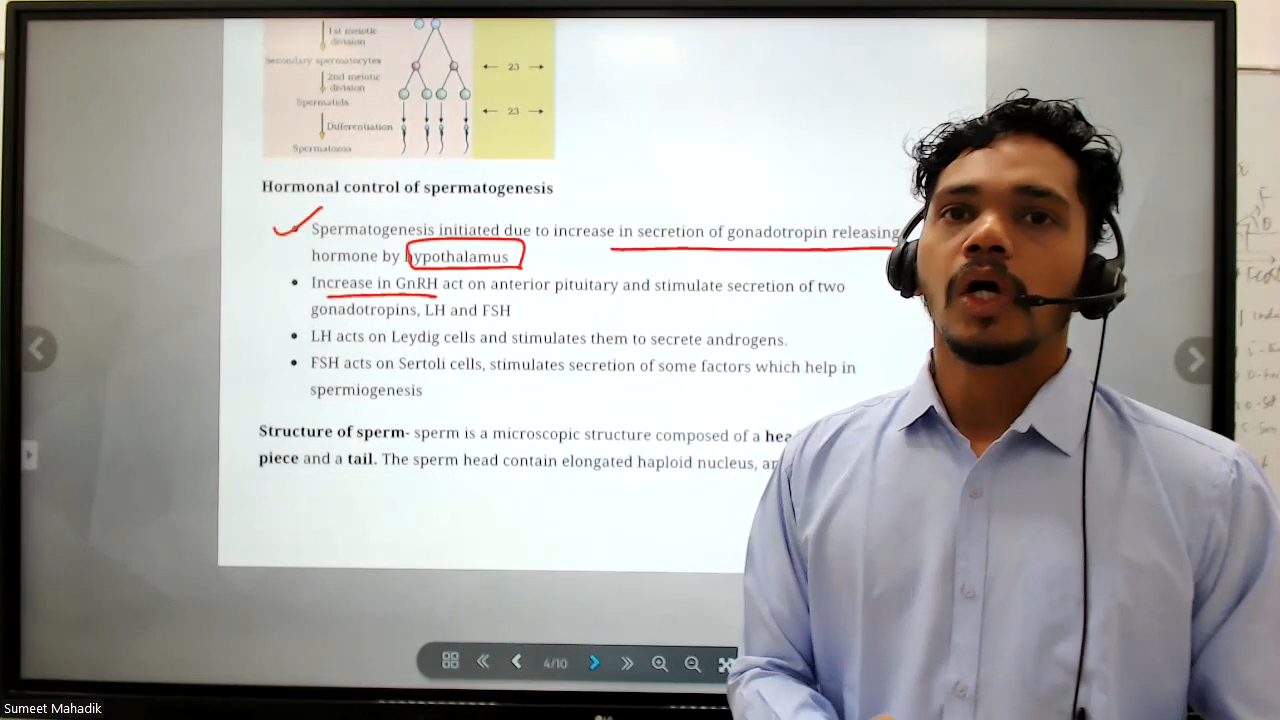 1st meiotic
division
Secondary spermatocytes
23
2nd meiotic
division
Spermatids
23
Differentiation
Spermatozoa
Hormonal control of spermatogenesis
Spermatogenesis initiated due to increase in secretion of gonadotropin releasing
hormone by hypothalamus
Increase in GnRH act on anterior pituitary and stimulate secretion of two
gonadotropins, LH and FSH
LH acts on Leydig cells and stimulates them to secrete androgens.
FSH acts on Sertoli cells, stimulates secretion of some factors which help in
spermiogenesis
Structure of sperm- sperm is a microscopic structure composed of a
piece and a tail. The sperm head contain elongated haploid nucleus,
4/10
LG
Sumeet Mahadik